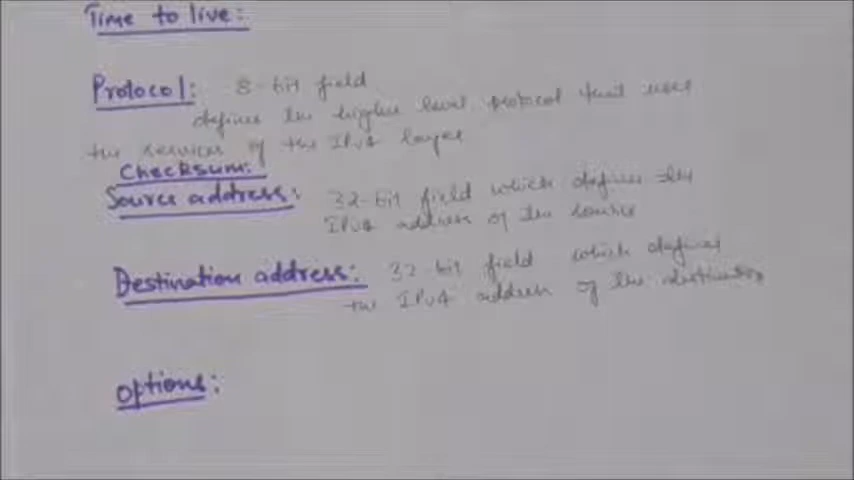 Time to live:
Protocol: 8-bit field
defines the higher level protocol that uses
the services of the IPv4 layer
Checksum:
Source address: 32-bit field which defines the
IPv4 address of the source
Destination address: 32 bit field which defines
the IPv4 address of the destination
options: